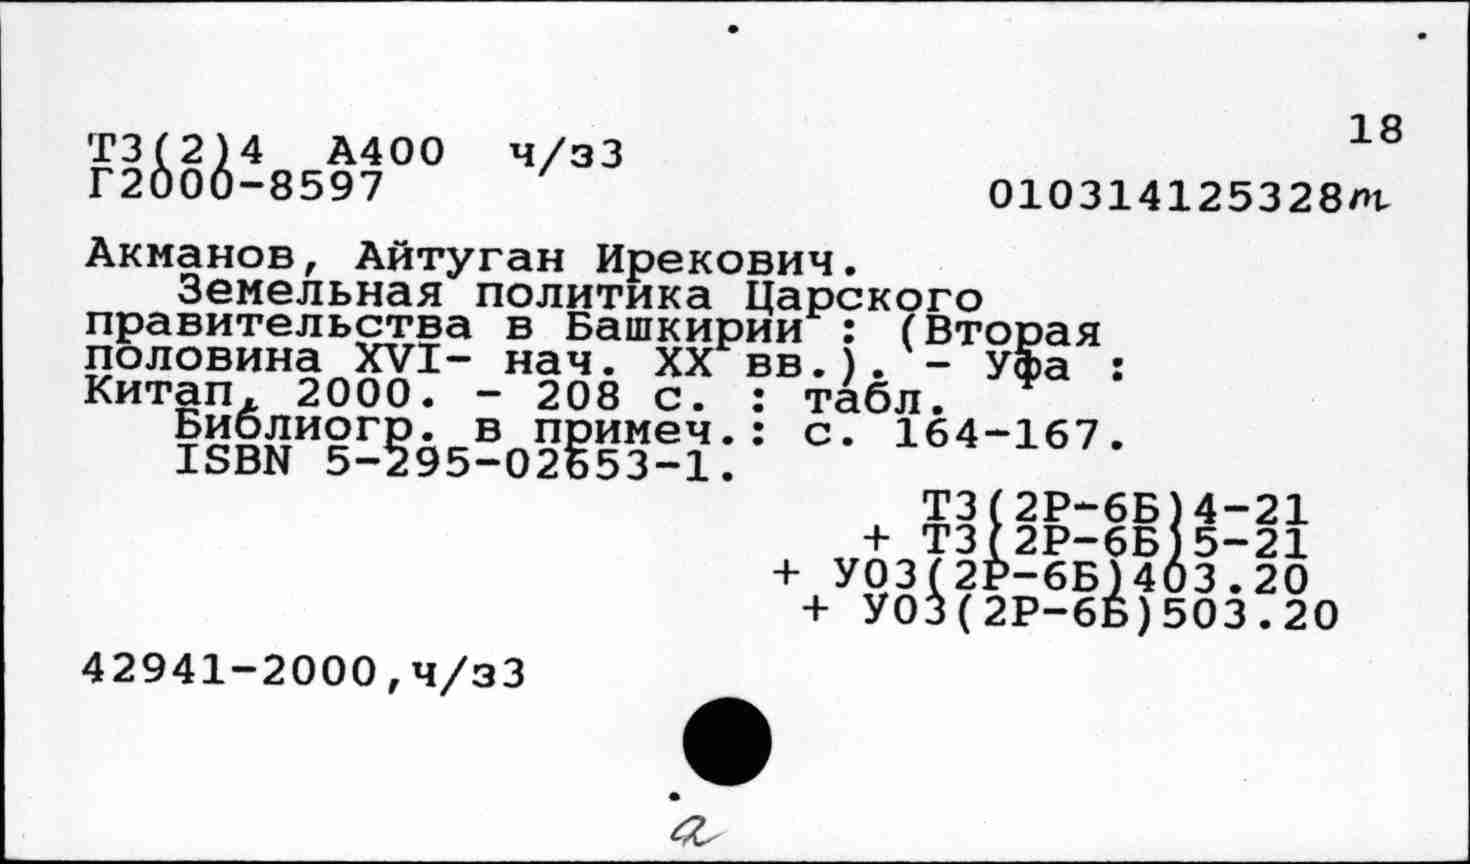 18
Т3(2)4 А400 ч/з3
Г2000-8597
010314125328т
Акманов, Айтуган Ирекович.
Земельная политика Царского
правительства в Башкирии : (Вторая
половина XVI- нач. XX вв.). - Уфа :
Китап, 2000. - 208 с. : табл.
Библиогр. в примеч.: с. 164-167.
ISBN 5-295-02653-1.
Т3(2Р-6Б)4-21
+ Т3(2Р-6Б)5-21
+ У03(2Р-6Б)403.20
+ У03(2Р-6Б)503.20
42941-2000,ч/з3
а